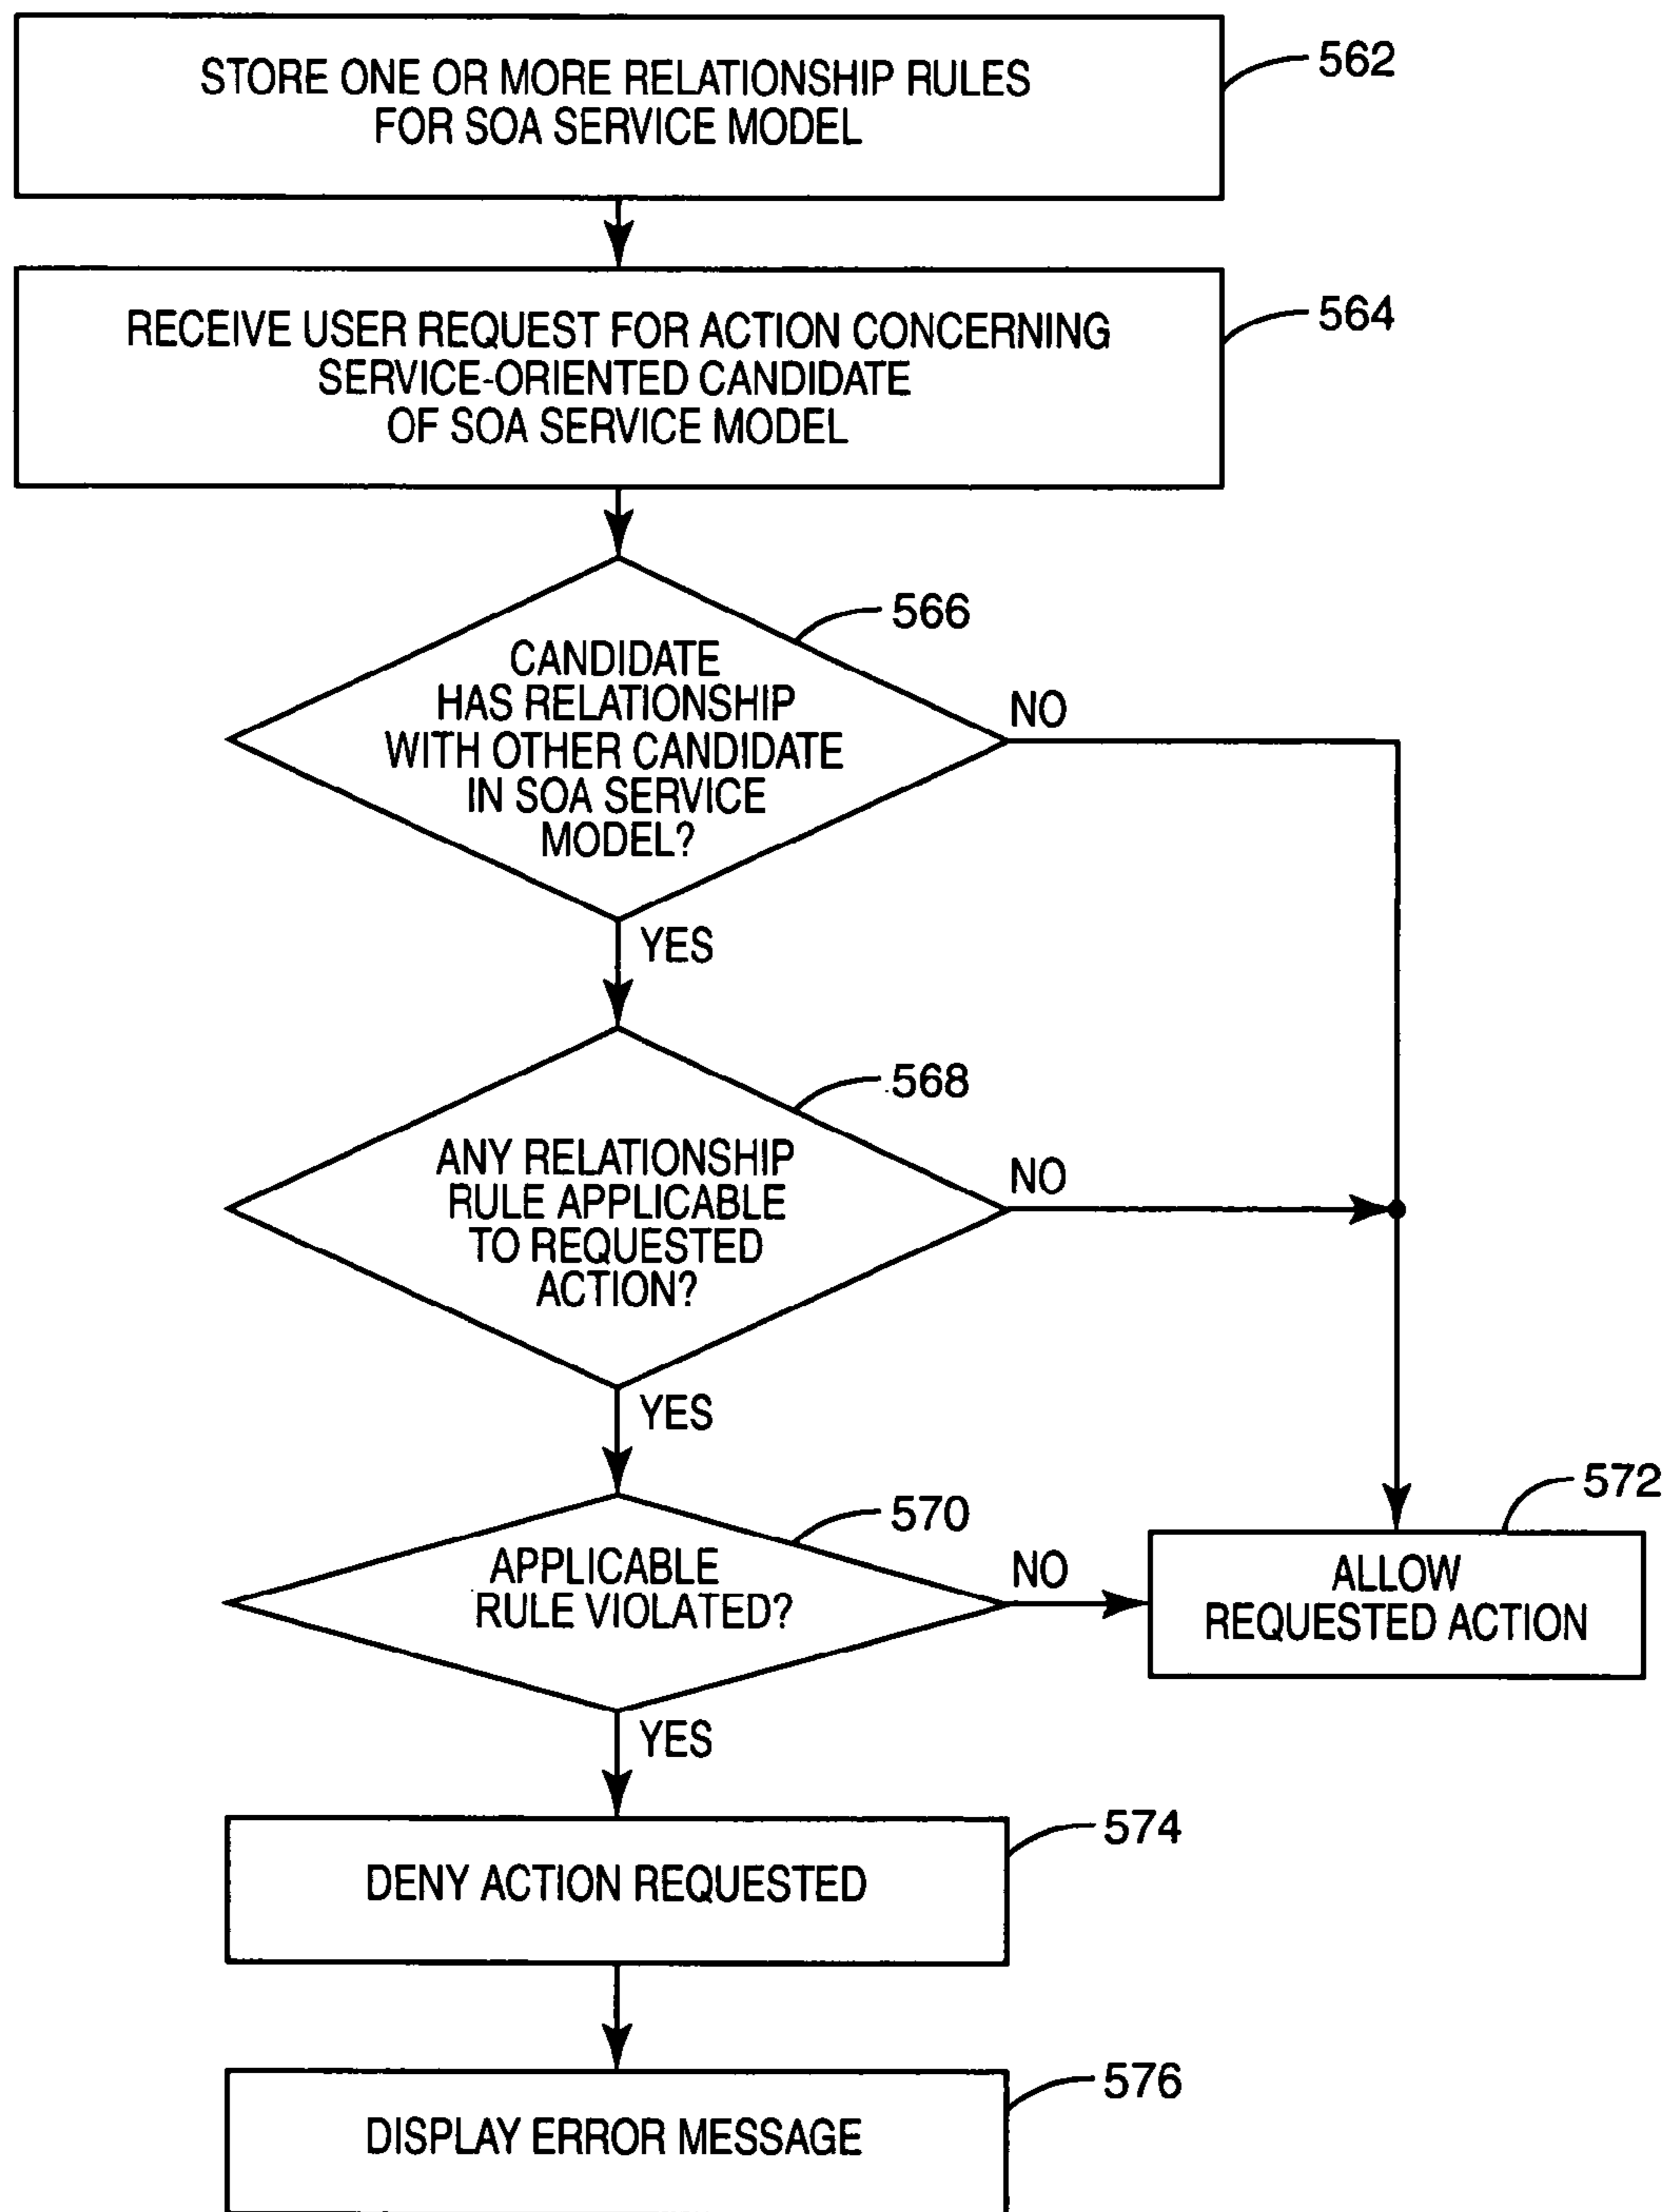 STORE ONE OR MORE RELATIONSHIP RULES
FOR SOA SERVICE MODEL
562
RECEIVE USER REQUEST FOR ACTION CONCERNING
SERVICE-ORIENTED CANDIDATE
OF SOA SERVICE MODEL
564
566
CANDIDATE
HAS RELATIONSHIP
WITH OTHER CANDIDATE
IN SOA SERVICE
MODEL?
NO
YES
568
ANY RELATIONSHIP
RULE APPLICABLE
TO REQUESTED
ACTION?
NO
YES
570
APPLICABLE
RULE VIOLATED?
NO
572
ALLOW
REQUESTED ACTION
YES
574
DENY ACTION REQUESTED
576
DISPLAY ERROR MESSAGE